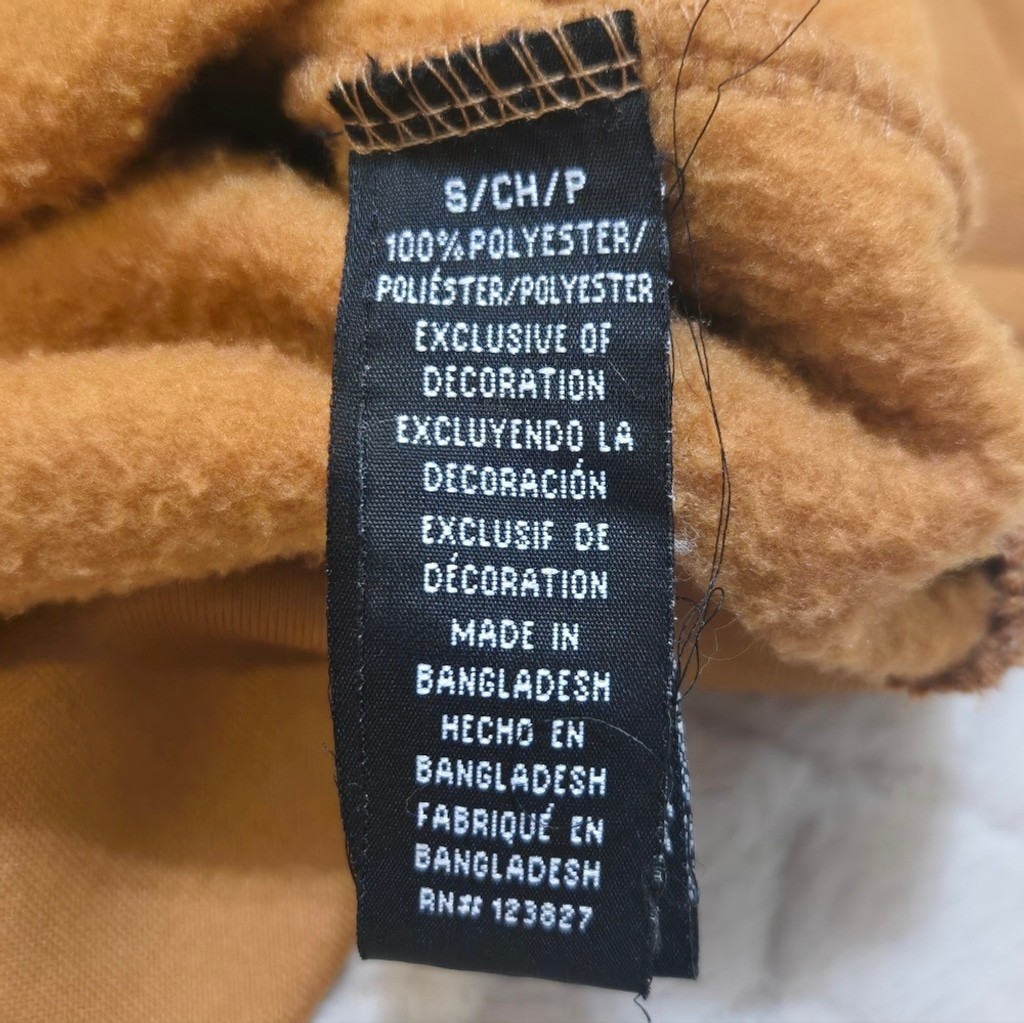 S/CH/P
100%POLYESTER/
POLIÉSTER/POLYESTER
EXCLUSIVE OF
DECORATION
EXCLUYENDO LA
DECORACIÓN
EXCLUSIF DE
DÉCORATION
MADE IN
BANGLADESH
HECHO EN
BANGLADESH
FABRIQUÉ EN
BANGLADESH
RN# 123827